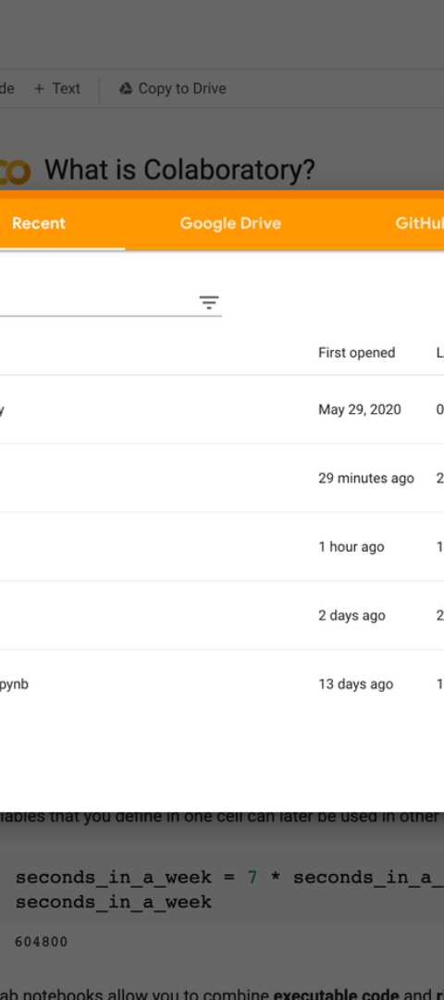 de + Text Copy to Drive
What is Colaboratory?
Recent Google Drive GitHu
First opened L
y May 29, 2020 0
29 minutes ago 2
1 hour ago 1
2 days ago 2
pynb 13 days ago 1
iables that you define in one cell can later be used in other
seconds_in_a_week = 7 * seconds_in_a_
seconds_in_a_week
604800
ab notebooks allow you to combine executable code and r